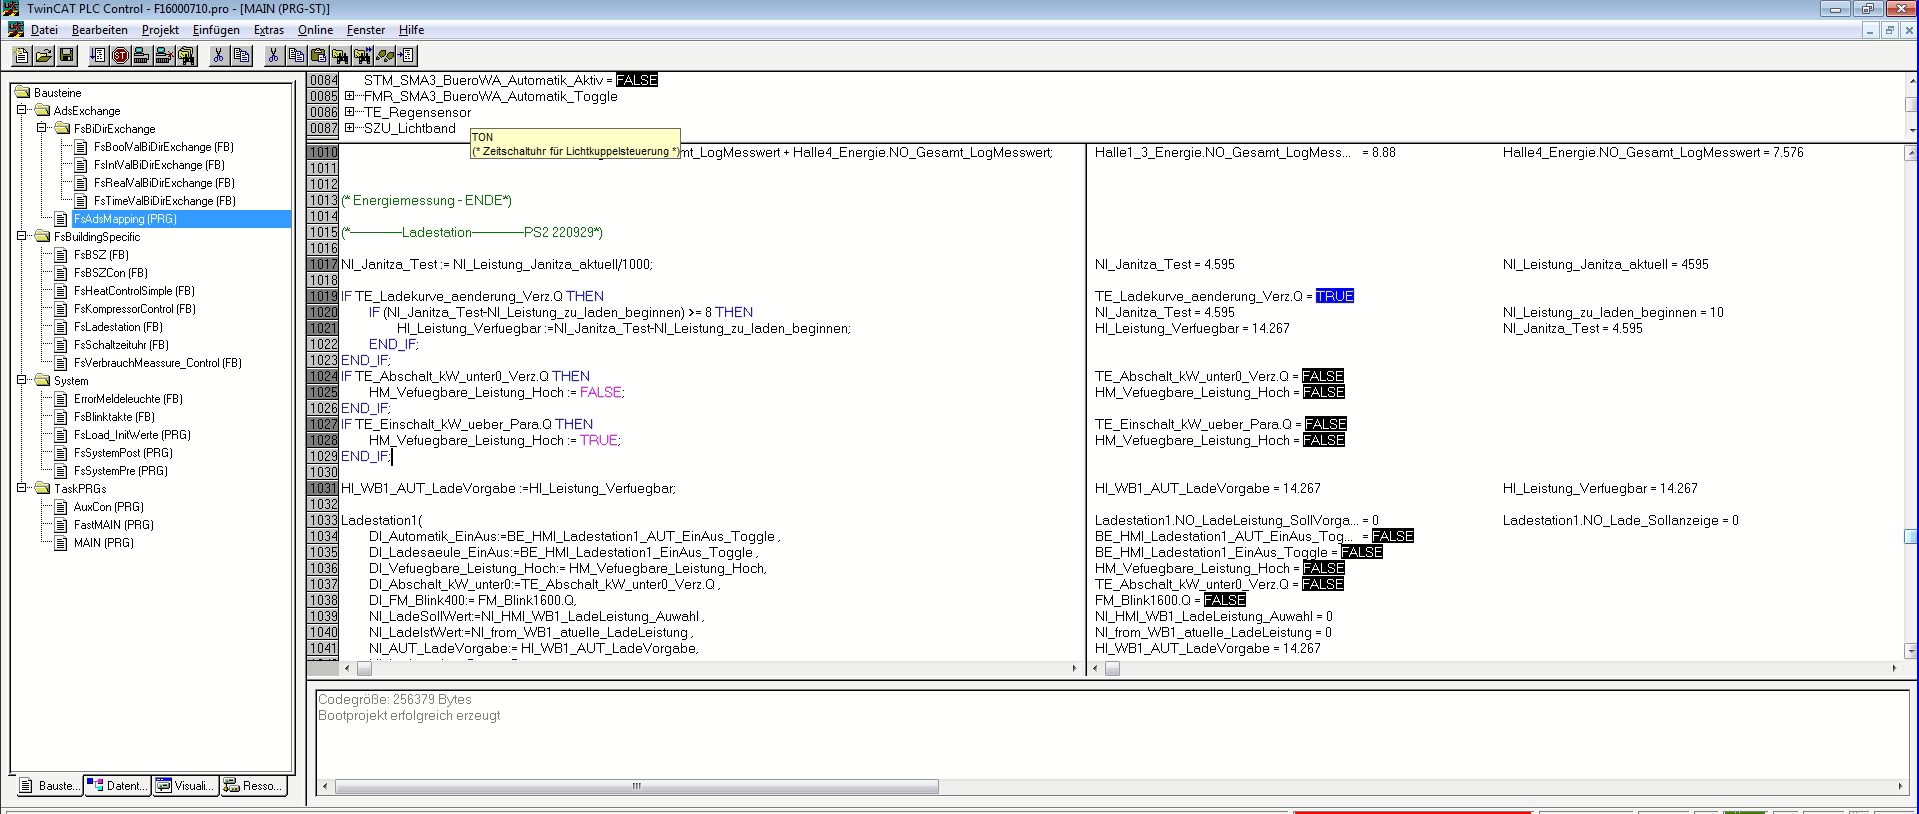 TwinCAT PLC Control - F16000710.pro - [MAIN (PRG-ST)]
Datei Bearbeiten Projekt Einfügen Extras Online Fenster Hilfe
Bausteine
AdsExchange
FsBiDirExchange
FsBoolValBiDirExchange (FB)
FsIntValBiDirExchange (FB)
FsRealValBiDirExchange (FB)
FsTimeValBiDirExchange (FB)
FsAdsMapping (PRG)
FsBuildingSpecific
FsBSZ (FB)
FsBSZCon (FB)
FsHeatControlSimple (FB)
FsKompressorControl (FB)
FsLadestation (FB)
FsSchaltzeituhr (FB)
FsVerbrauchMeassure_Control (FB)
System
ErrorMeldeleuchte (FB)
FsBlinktakte (FB)
FsLoad_InitWerte (PRG)
FsSystemPost (PRG)
FsSystemPre (PRG)
TaskPRGs
AuxCon (PRG)
FastMAIN (PRG)
MAIN (PRG)
Bauste... Datent... Visuali... Resso...
0084 STM_SMA3_BueroWA_Automatik_Aktiv = FALSE
0085 FMR_SMA3_BueroWA_Automatik_Toggle
0086 TE_Regensensor
0087 SZU_Lichtband
TON
(* Zeitschaltuhr für Lichtkuppelsteuerung *)
1010 mt_LogMesswert + Halle4_Energie.NO_Gesamt_LogMesswert;
1011
1012
1013 (* Energiemessung - ENDE*)
1014
1015 (*---------Ladestation---------PS2 220929*)
1016
1017 NI_Janitza_Test := NI_Leistung_Janitza_aktuell/1000;
1018
1019 IF TE_Ladekurve_aenderung_Verz.Q THEN
1020 IF (NI_Janitza_Test-NI_Leistung_zu_laden_beginnen) >= 8 THEN
1021 HI_Leistung_Verfuegbar :=NI_Janitza_Test-NI_Leistung_zu_laden_beginnen;
1022 END_IF;
1023 END_IF;
1024 IF TE_Abschalt_kW_unter0_Verz.Q THEN
1025 HM_Vefuegbare_Leistung_Hoch := FALSE;
1026 END_IF;
1027 IF TE_Einschalt_kW_ueber_Para.Q THEN
1028 HM_Vefuegbare_Leistung_Hoch := TRUE;
1029 END_IF;
1030
1031 HI_WB1_AUT_LadeVorgabe :=HI_Leistung_Verfuegbar;
1032
1033 Ladestation1(
1034 DI_Automatik_EinAus:=BE_HMI_Ladestation1_AUT_EinAus_Toggle ,
1035 DI_Ladesaeule_EinAus:=BE_HMI_Ladestation1_EinAus_Toggle ,
1036 DI_Vefuegbare_Leistung_Hoch:= HM_Vefuegbare_Leistung_Hoch,
1037 DI_Abschalt_kW_unter0:=TE_Abschalt_kW_unter0_Verz.Q ,
1038 DI_FM_Blink400:= FM_Blink1600.Q,
1039 NI_LadeSollWert:=NI_HMI_WB1_LadeLeistung_Auwahl ,
1040 NI_LadeIstWert:=NI_from_WB1_atuelle_LadeLeistung ,
1041 NI_AUT_LadeVorgabe:= HI_WB1_AUT_LadeVorgabe,
Halle1_3_Energie.NO_Gesamt_LogMess... = 8.88 Halle4_Energie.NO_Gesamt_LogMesswert = 7.576
NI_Janitza_Test = 4.595 NI_Leistung_Janitza_aktuell = 4595
TE_Ladekurve_aenderung_Verz.Q = TRUE
NI_Janitza_Test = 4.595 NI_Leistung_zu_laden_beginnen = 10
HI_Leistung_Verfuegbar = 14.267 NI_Janitza_Test = 4.595
TE_Abschalt_kW_unter0_Verz.Q = FALSE
HM_Vefuegbare_Leistung_Hoch = FALSE
TE_Einschalt_kW_ueber_Para.Q = FALSE
HM_Vefuegbare_Leistung_Hoch = FALSE
HI_WB1_AUT_LadeVorgabe = 14.267 HI_Leistung_Verfuegbar = 14.267
Ladestation1.NO_LadeLeistung_SollVorga... = 0 Ladestation1.NO_Lade_Sollanzeige = 0
BE_HMI_Ladestation1_AUT_EinAus_Tog... = FALSE
BE_HMI_Ladestation1_EinAus_Toggle = FALSE
HM_Vefuegbare_Leistung_Hoch = FALSE
TE_Abschalt_kW_unter0_Verz.Q = FALSE
FM_Blink1600.Q = FALSE
NI_HMI_WB1_LadeLeistung_Auwahl = 0
NI_from_WB1_atuelle_LadeLeistung = 0
HI_WB1_AUT_LadeVorgabe = 14.267
Codegröße: 256379 Bytes
Bootprojekt erfolgreich erzeugt